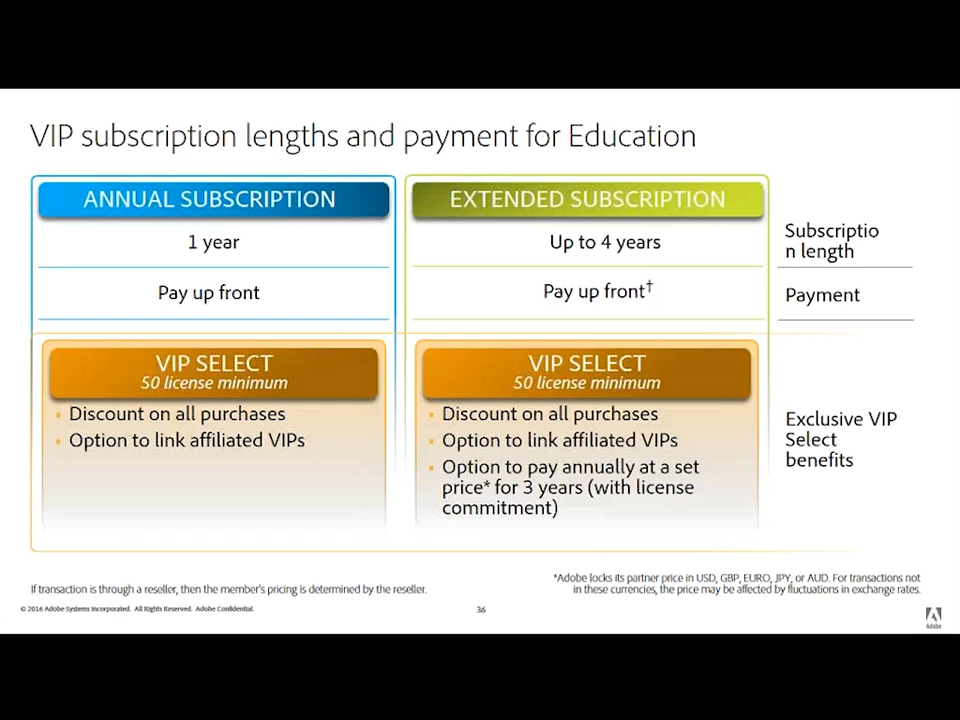 VIP subscription lengths and payment for Education
ANNUAL SUBSCRIPTION
EXTENDED SUBSCRIPTION
1 year
Up to 4 years
Subscriptio
n length
Pay up front
Pay up front†
Payment
VIP SELECT
50 license minimum
▪ Discount on all purchases
▪ Option to link affiliated VIPs
VIP SELECT
50 license minimum
▪ Discount on all purchases
▪ Option to link affiliated VIPs
▪ Option to pay annually at a set
price* for 3 years (with license
commitment)
Exclusive VIP
Select
benefits
If transaction is through a reseller, then the member's pricing is determined by the reseller.
*Adobe locks its partner price in USD, GBP, EURO, JPY, or AUD. For transactions not
in these currencies, the price may be affected by fluctuations in exchange rates.
© 2016 Adobe Systems Incorporated. All Rights Reserved. Adobe Confidential.
36
Adobe